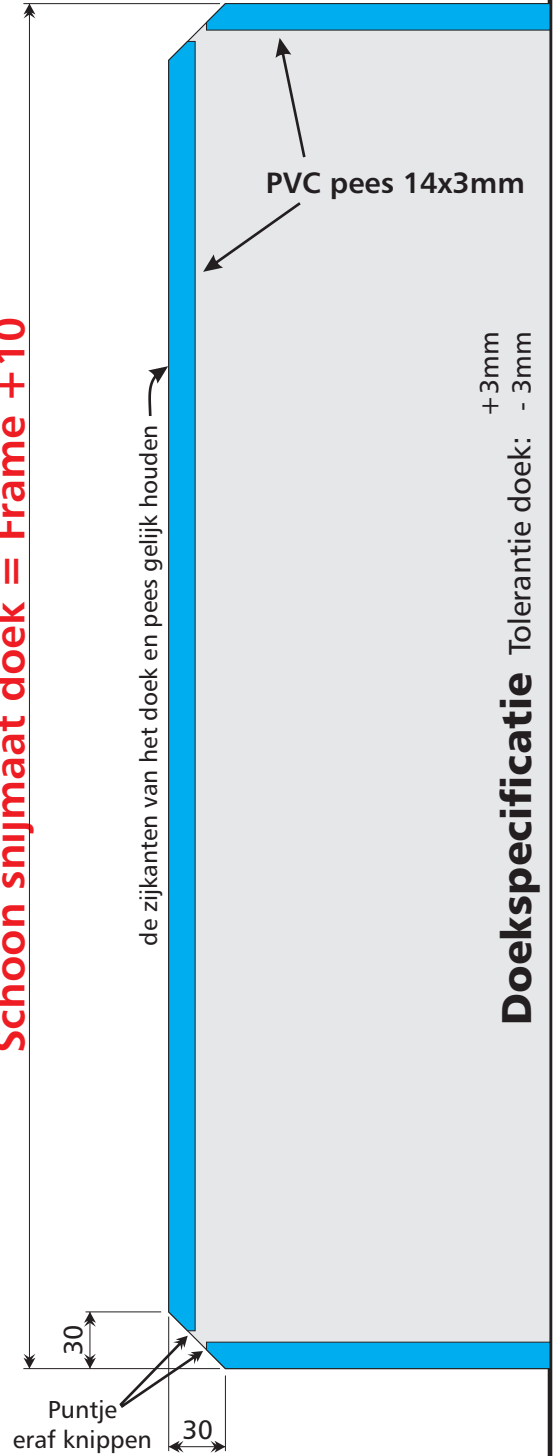 Schoon snijmaat doek = Frame +10
PVC pees 14x3mm
de zijkanten van het doek en pees gelijk houden
Doekspecificatie Tolerantie doek: +3mm
- 3mm
30
Puntje
eraf knippen
30